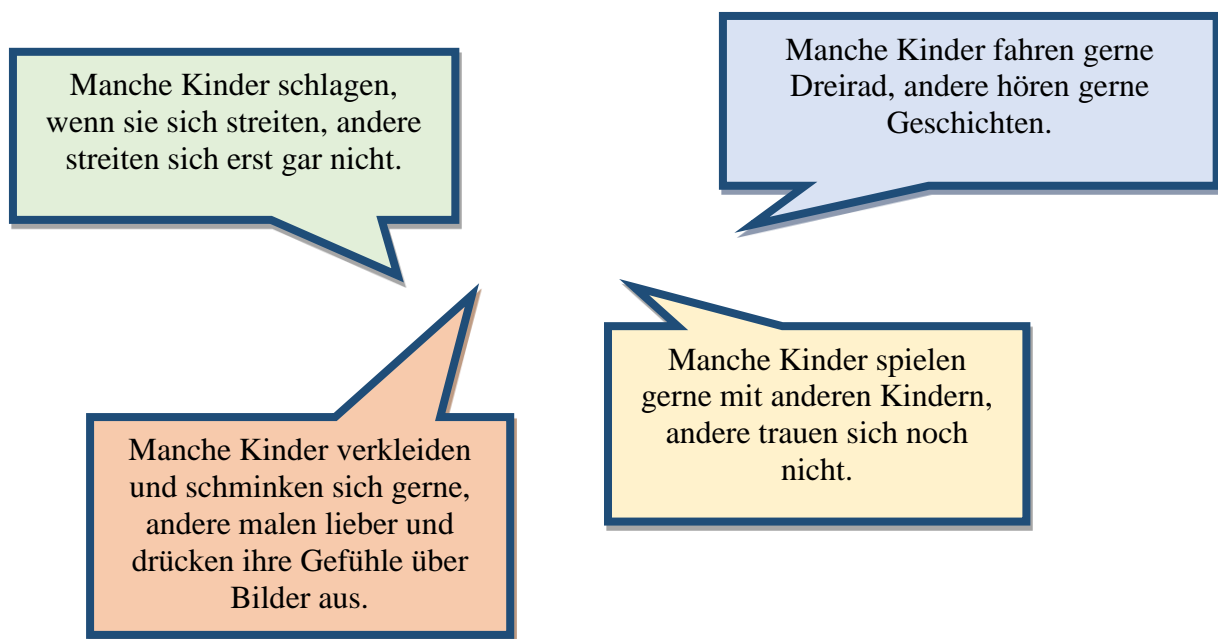 Manche Kinder schlagen,
wenn sie sich streiten, andere
streiten sich erst gar nicht.
Manche Kinder fahren gerne
Dreirad, andere hören gerne
Geschichten.
Manche Kinder verkleiden
und schminken sich gerne,
andere malen lieber und
drücken ihre Gefühle über
Bilder aus.
Manche Kinder spielen
gerne mit anderen Kindern,
andere trauen sich noch
nicht.